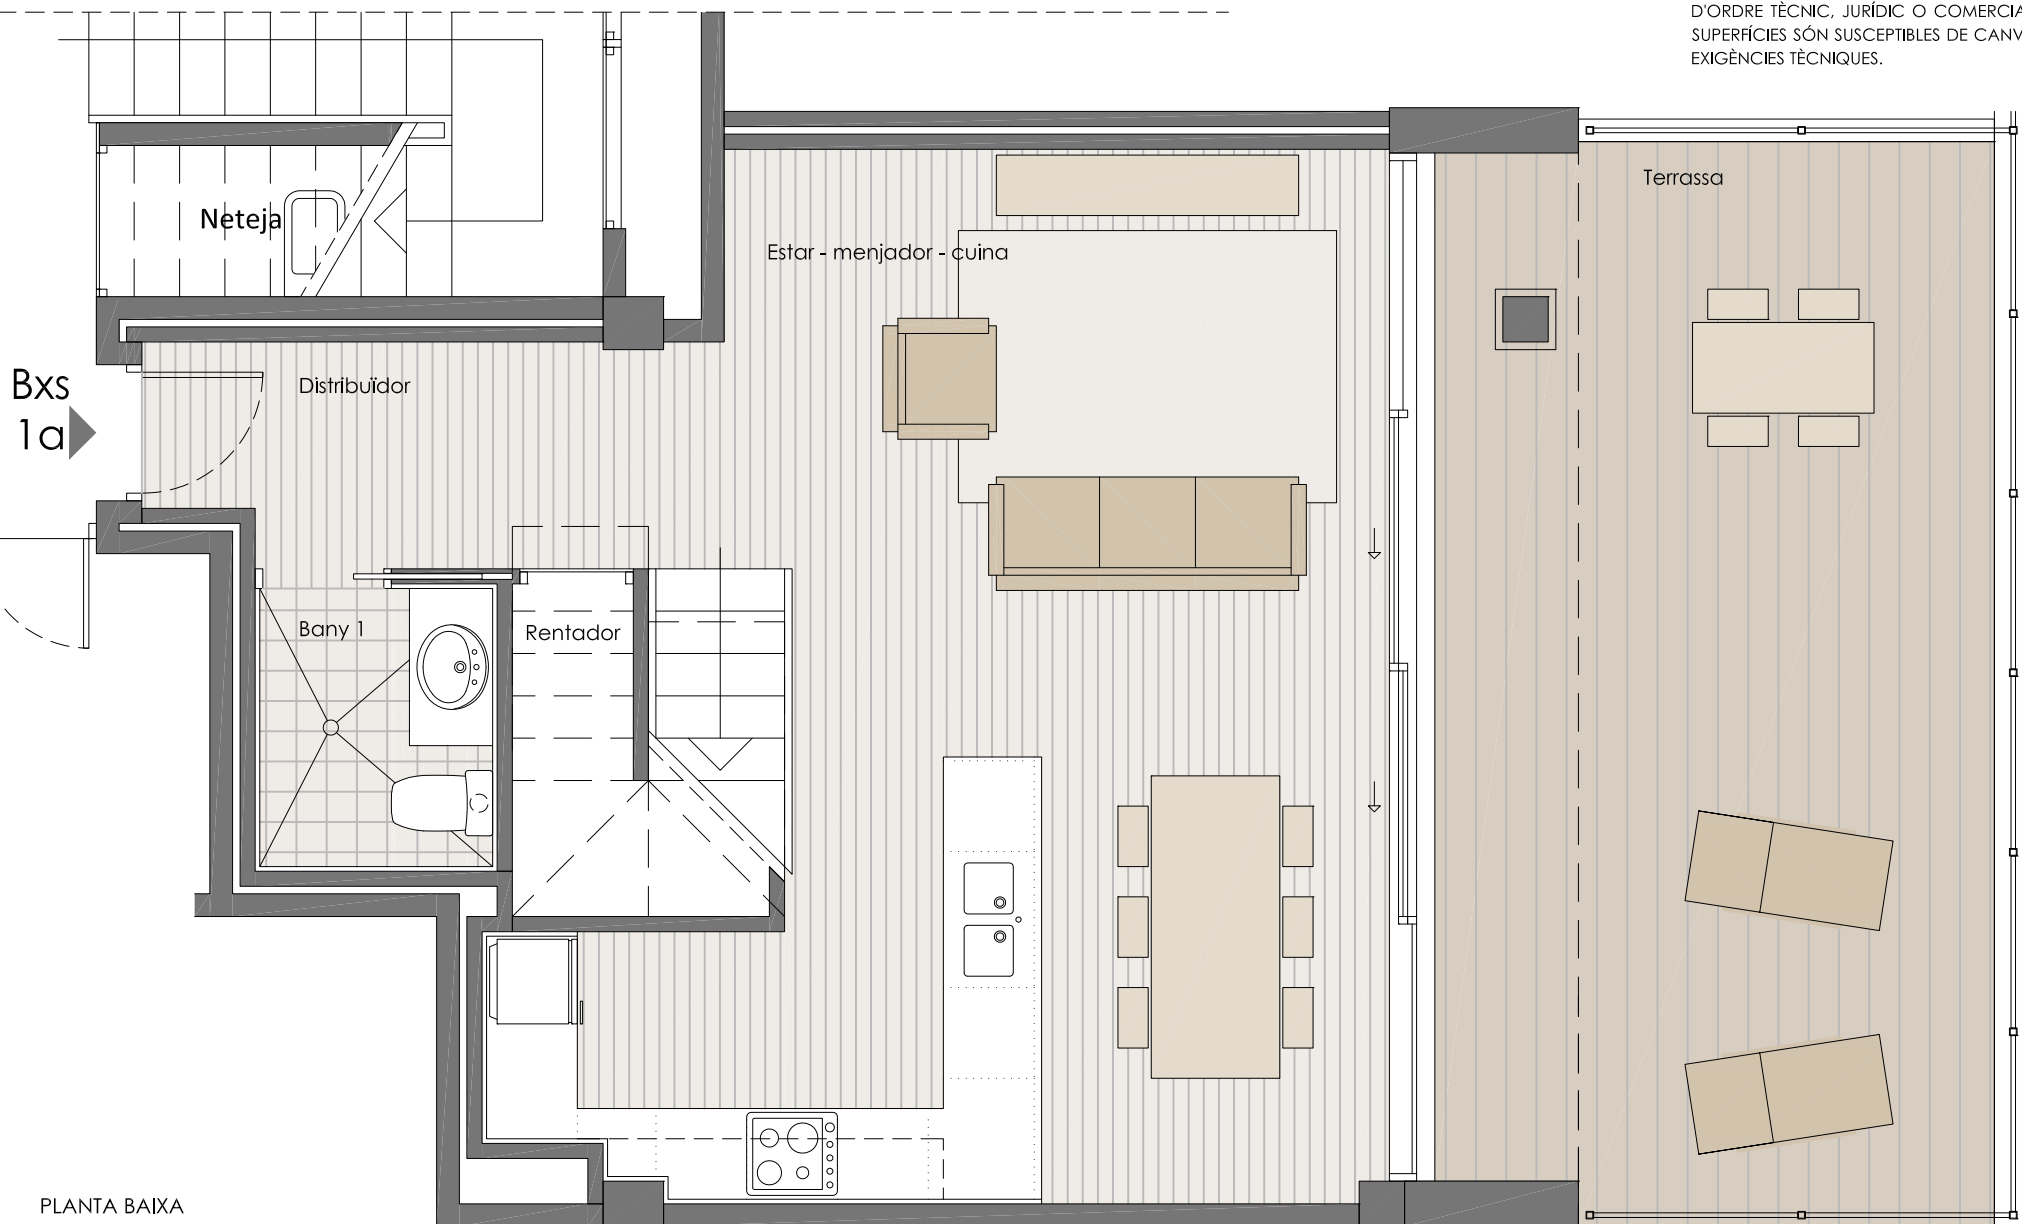 D'ORDRE TÈCNIC, JURÍDIC O COMERCIA
SUPERFÍCIES SÓN SUSCEPTIBLES DE CANV
EXIGÈNCIES TÈCNIQUES.
Terrassa
Neteja
Estar - menjador - cuina
Bxs
1a
Distribuïdor
Bany 1
Rentador
PLANTA BAIXA